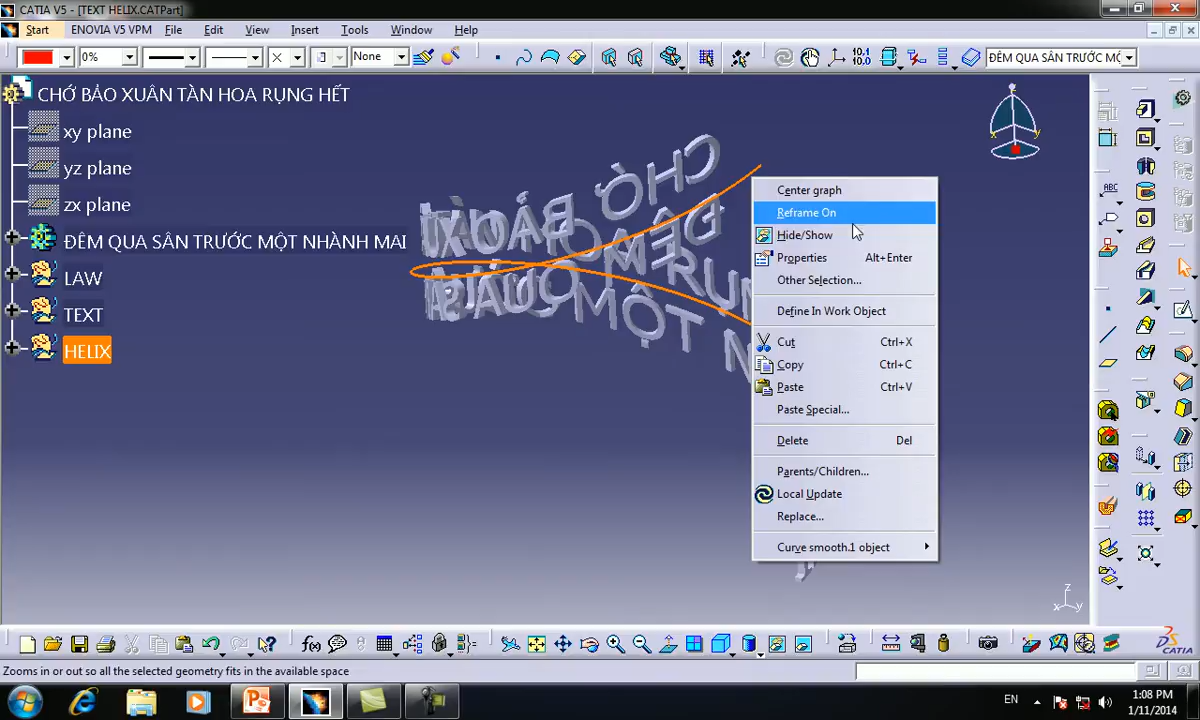 CATIA V5 - [TEXT HELIX.CATPart]
Start ENOVIA V5 VPM File Edit View Insert Tools Window Help
0% None 10.1 10.0 ĐÊM QUA SÂN TRƯỚC MỘ
CHỚ BẢO XUÂN TÀN HOA RỤNG HẾT
xy plane
yz plane
zx plane
ĐÊM QUA SÂN TRƯỚC MỘT NHÀNH MAI
LAW
TEXT
HELIX
Center graph
Reframe On
Hide/Show
Properties Alt+Enter
Other Selection...
Define In Work Object
Cut Ctrl+X
Copy Ctrl+C
Paste Ctrl+V
Paste Special...
Delete Del
Parents/Children...
Local Update
Replace...
Curve smooth.1 object
ABC
z
x y
f(x)
CATIA
Zooms in or out so all the selected geometry fits in the available space
EN
1:08 PM
1/11/2014